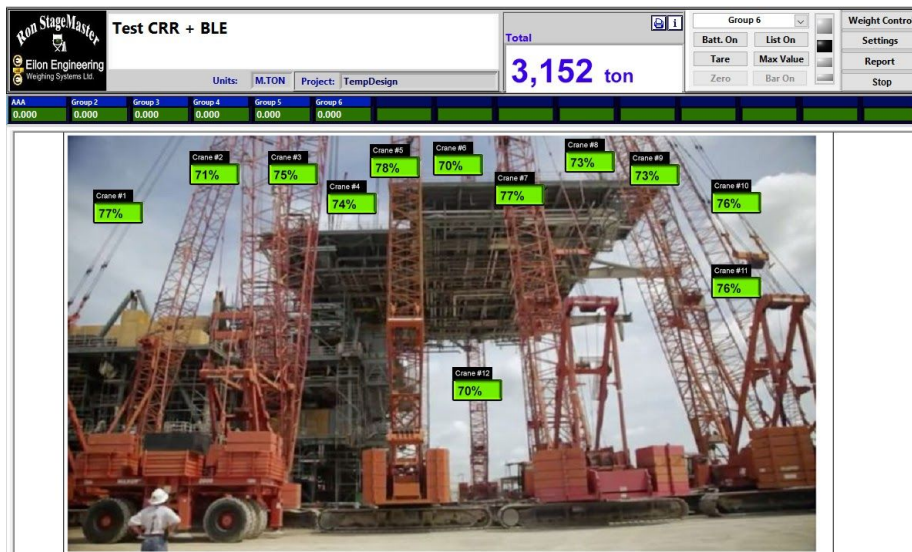 Ron StageMaster
Eilon Engineering
Weighing Systems Ltd.
Test CRR + BLE
Units: M.TON Project: TempDesign
Total
3,152 ton
Group 6
Batt. On List On
Tare Max Value
Zero Bar On
Weight Contro
Settings
Report
Stop
AAA Group 2 Group 3 Group 4 Group 5 Group 6
0.000 0.000 0.000 0.000 0.000 0.000
Crane #1
77%
Crane #2
71%
Crane #3
75%
Crane #4
74%
Crane #5
78%
Crane #6
70%
Crane #7
77%
Crane #8
73%
Crane #9
73%
Crane #10
76%
Crane #11
76%
Crane #12
70%